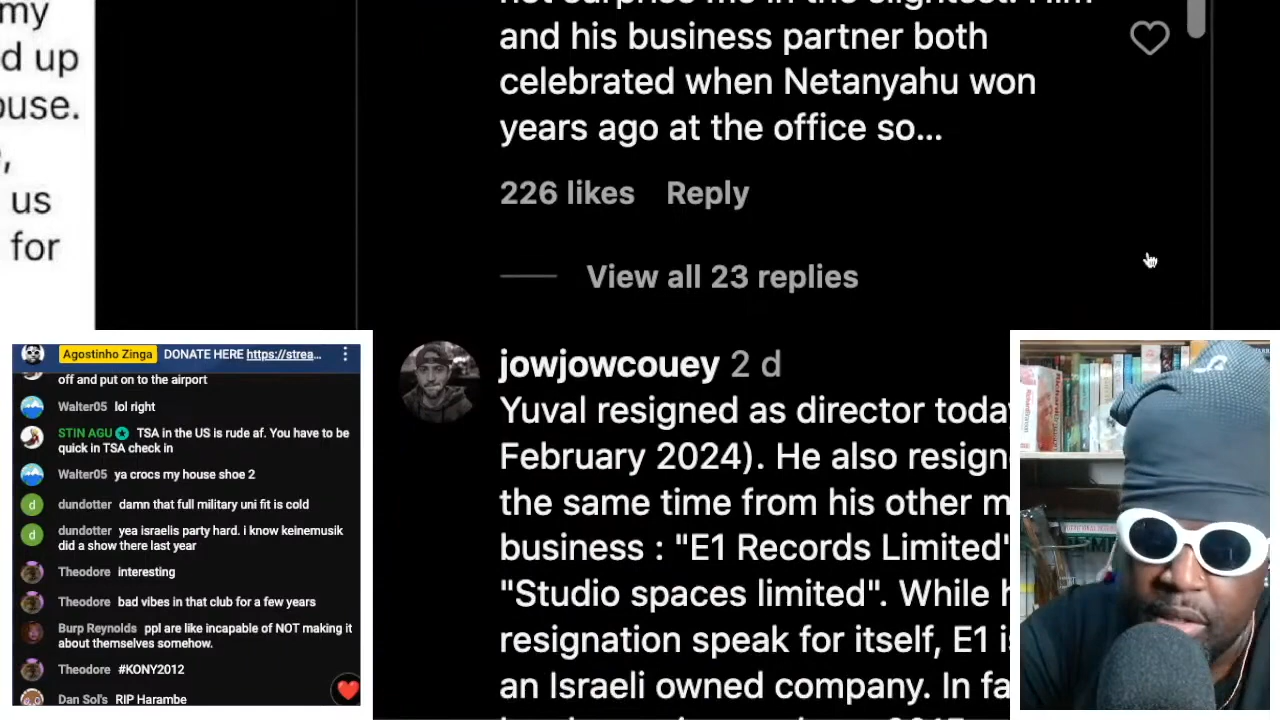 my
d up
ouse.
us
for
and his business partner both
celebrated when Netanyahu won
years ago at the office so...
226 likes Reply
View all 23 replies
jowjowcouey 2 d
Yuval resigned as director today
February 2024). He also resign
the same time from his other m
business : "E1 Records Limited"
"Studio spaces limited". While h
resignation speak for itself, E1 is
an Israeli owned company. In fa
Agostinho Zinga DONATE HERE https://strea...
off and put on to the airport
Walter05 lol right
STIN AGU TSA in the US is rude af. You have to be
quick in TSA check in
Walter05 ya crocs my house shoe 2
d dundotter damn that full military uni fit is cold
d dundotter yea israelis party hard. i know keinemusik
did a show there last year
Theodore interesting
Theodore bad vibes in that club for a few years
Burp Reynolds ppl are like incapable of NOT making it
about themselves somehow.
Theodore #KONY2012
Dan Sol's RIP Harambe